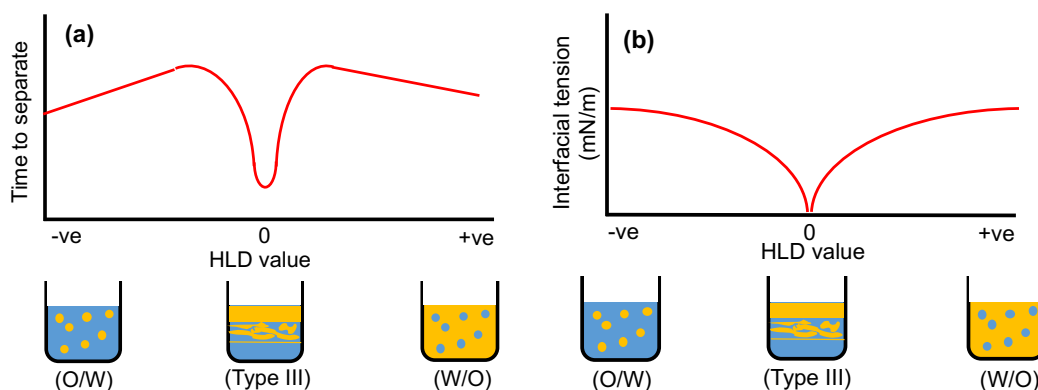 (a)
Time to separate
-ve
0
+ve
HLD value
(O/W)
(Type III)
(W/O)
(b)
Interfacial tension
(mN/m)
-ve
0
+ve
HLD value
(O/W)
(Type III)
(W/O)